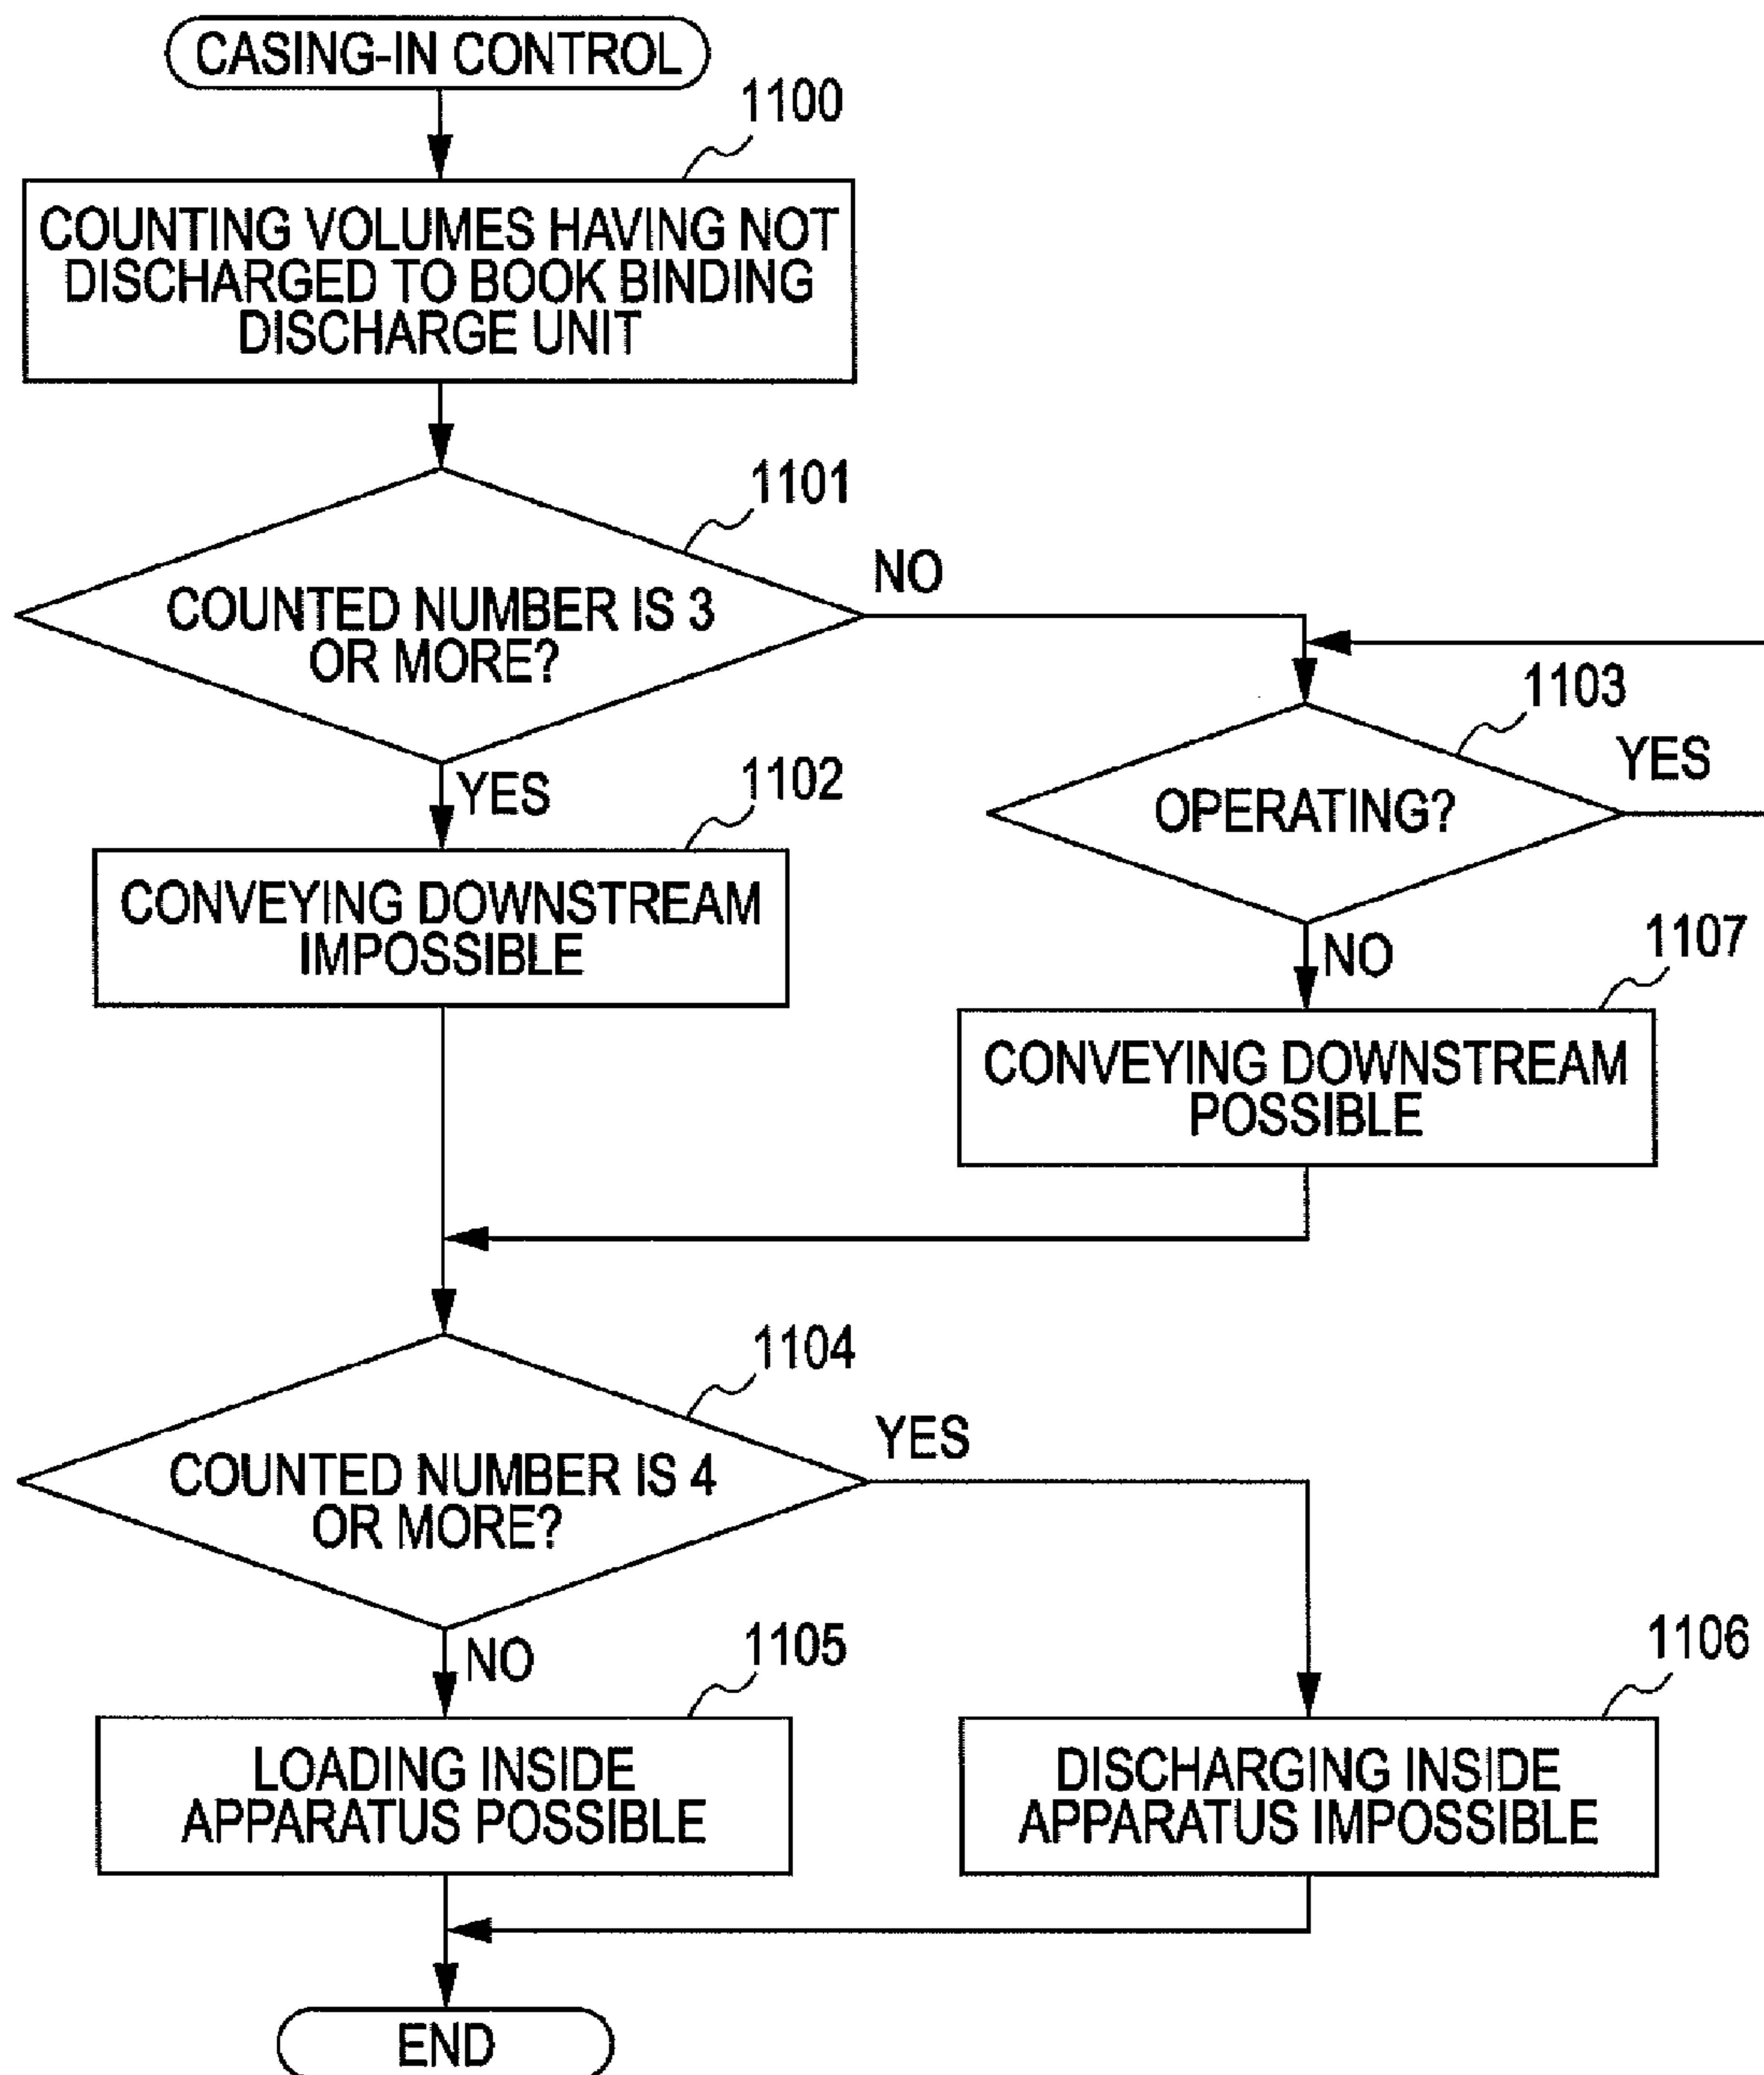 CASING-IN CONTROL
1100
COUNTING VOLUMES HAVING NOT
DISCHARGED TO BOOK BINDING
DISCHARGE UNIT
1101
COUNTED NUMBER IS 3
OR MORE?
NO
YES
1102
CONVEYING DOWNSTREAM
IMPOSSIBLE
1103
OPERATING?
YES
NO
1107
CONVEYING DOWNSTREAM
POSSIBLE
1104
COUNTED NUMBER IS 4
OR MORE?
YES
NO
1105
LOADING INSIDE
APPARATUS POSSIBLE
1106
DISCHARGING INSIDE
APPARATUS IMPOSSIBLE
END